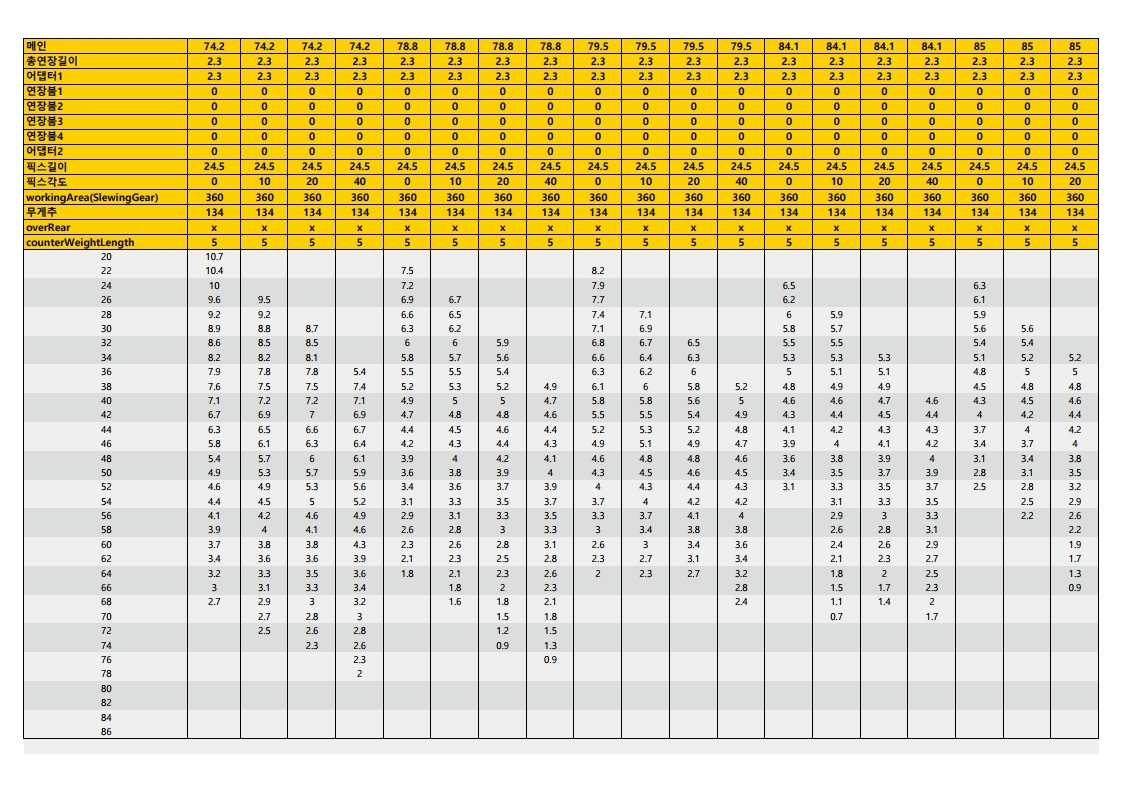 메인 74.2 74.2 74.2 74.2 78.8 78.8 78.8 78.8 79.5 79.5 79.5 79.5 84.1 84.1 84.1 84.1 85 85 85
총연장길이 2.3 2.3 2.3 2.3 2.3 2.3 2.3 2.3 2.3 2.3 2.3 2.3 2.3 2.3 2.3 2.3 2.3 2.3 2.3
어댑터1 2.3 2.3 2.3 2.3 2.3 2.3 2.3 2.3 2.3 2.3 2.3 2.3 2.3 2.3 2.3 2.3 2.3 2.3 2.3
연장붐1 0 0 0 0 0 0 0 0 0 0 0 0 0 0 0 0 0 0 0
연장붐2 0 0 0 0 0 0 0 0 0 0 0 0 0 0 0 0 0 0 0
연장붐3 0 0 0 0 0 0 0 0 0 0 0 0 0 0 0 0 0 0 0
연장붐4 0 0 0 0 0 0 0 0 0 0 0 0 0 0 0 0 0 0 0
어댑터2 0 0 0 0 0 0 0 0 0 0 0 0 0 0 0 0 0 0 0
픽스길이 24.5 24.5 24.5 24.5 24.5 24.5 24.5 24.5 24.5 24.5 24.5 24.5 24.5 24.5 24.5 24.5 24.5 24.5 24.5
픽스각도 0 10 20 40 0 10 20 40 0 10 20 40 0 10 20 40 0 10 20
workingArea(SlewingGear) 360 360 360 360 360 360 360 360 360 360 360 360 360 360 360 360 360 360 360
무게추 134 134 134 134 134 134 134 134 134 134 134 134 134 134 134 134 134 134 134
overRear x x x x x x x x x x x x x x x x x x x
counterWeightLength 5 5 5 5 5 5 5 5 5 5 5 5 5 5 5 5 5 5 5
20 10.7
22 10.4 7.5 8.2
24 10 7.2 7.9 6.5 6.3
26 9.6 9.5 6.9 6.7 7.7 6.2 6.1
28 9.2 9.2 6.6 6.5 7.4 7.1 6 5.9 5.9
30 8.9 8.8 8.7 6.3 6.2 7.1 6.9 5.8 5.7 5.6 5.6
32 8.6 8.5 8.5 6 6 5.9 6.8 6.7 6.5 5.5 5.5 5.4 5.4
34 8.2 8.2 8.1 5.8 5.7 5.6 6.6 6.4 6.3 5.3 5.3 5.3 5.1 5.2 5.2
36 7.9 7.8 7.8 5.4 5.5 5.5 5.4 6.3 6.2 6 5 5.1 5.1 4.8 5 5
38 7.6 7.5 7.5 7.4 5.2 5.3 5.2 4.9 6.1 6 5.8 5.2 4.8 4.9 4.9 4.5 4.8 4.8
40 7.1 7.2 7.2 7.1 4.9 5 5 4.7 5.8 5.8 5.6 5 4.6 4.6 4.7 4.6 4.3 4.5 4.6
42 6.7 6.9 7 6.9 4.7 4.8 4.8 4.6 5.5 5.5 5.4 4.9 4.3 4.4 4.5 4.4 4 4.2 4.4
44 6.3 6.5 6.6 6.7 4.4 4.5 4.6 4.4 5.2 5.3 5.2 4.8 4.1 4.2 4.3 4.3 3.7 4 4.2
46 5.8 6.1 6.3 6.4 4.2 4.3 4.4 4.3 4.9 5.1 4.9 4.7 3.9 4 4.1 4.2 3.4 3.7 4
48 5.4 5.7 6 6.1 3.9 4 4.2 4.1 4.6 4.8 4.8 4.6 3.6 3.8 3.9 4 3.1 3.4 3.8
50 4.9 5.3 5.7 5.9 3.6 3.8 3.9 4 4.3 4.5 4.6 4.5 3.4 3.5 3.7 3.9 2.8 3.1 3.5
52 4.6 4.9 5.3 5.6 3.4 3.6 3.7 3.9 4 4.3 4.4 4.3 3.1 3.3 3.5 3.7 2.5 2.8 3.2
54 4.4 4.5 5 5.2 3.1 3.3 3.5 3.7 3.7 4 4.2 4.2 3.1 3.3 3.5 2.5 2.9
56 4.1 4.2 4.6 4.9 2.9 3.1 3.3 3.5 3.3 3.7 4.1 4 2.9 3 3.3 2.2 2.6
58 3.9 4 4.1 4.6 2.6 2.8 3 3.3 3 3.4 3.8 3.8 2.6 2.8 3.1 2.2
60 3.7 3.8 3.8 4.3 2.3 2.6 2.8 3.1 2.6 3 3.4 3.6 2.4 2.6 2.9 1.9
62 3.4 3.6 3.6 3.9 2.1 2.3 2.5 2.8 2.3 2.7 3.1 3.4 2.1 2.3 2.7 1.7
64 3.2 3.3 3.5 3.6 1.8 2.1 2.3 2.6 2 2.3 2.7 3.2 1.8 2 2.5 1.3
66 3 3.1 3.3 3.4 1.8 2 2.3 2.8 1.5 1.7 2.3 0.9
68 2.7 2.9 3 3.2 1.6 1.8 2.1 2.4 1.1 1.4 2
70 2.7 2.8 3 1.5 1.8 0.7 1.7
72 2.5 2.6 2.8 1.2 1.5
74 2.3 2.6 0.9 1.3
76 2.3 0.9
78 2
80
82
84
86